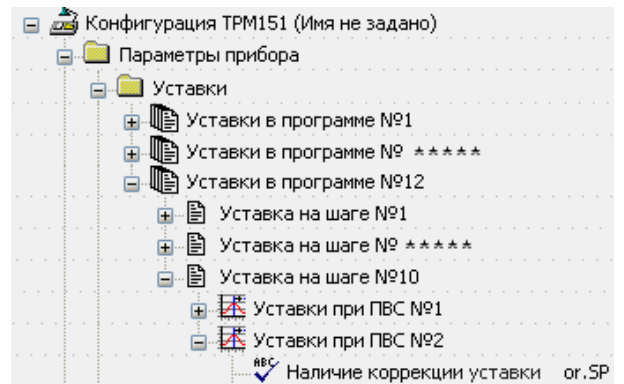 Конфигурация ТРМ151 (Имя не задано)
Параметры прибора
Уставки
Уставки в программе №1
Уставки в программе № *****
Уставки в программе №12
Уставка на шаге №1
Уставка на шаге № *****
Уставка на шаге №10
Уставки при ПВС №1
Уставки при ПВС №2
ABC Наличие коррекции уставки or.SP